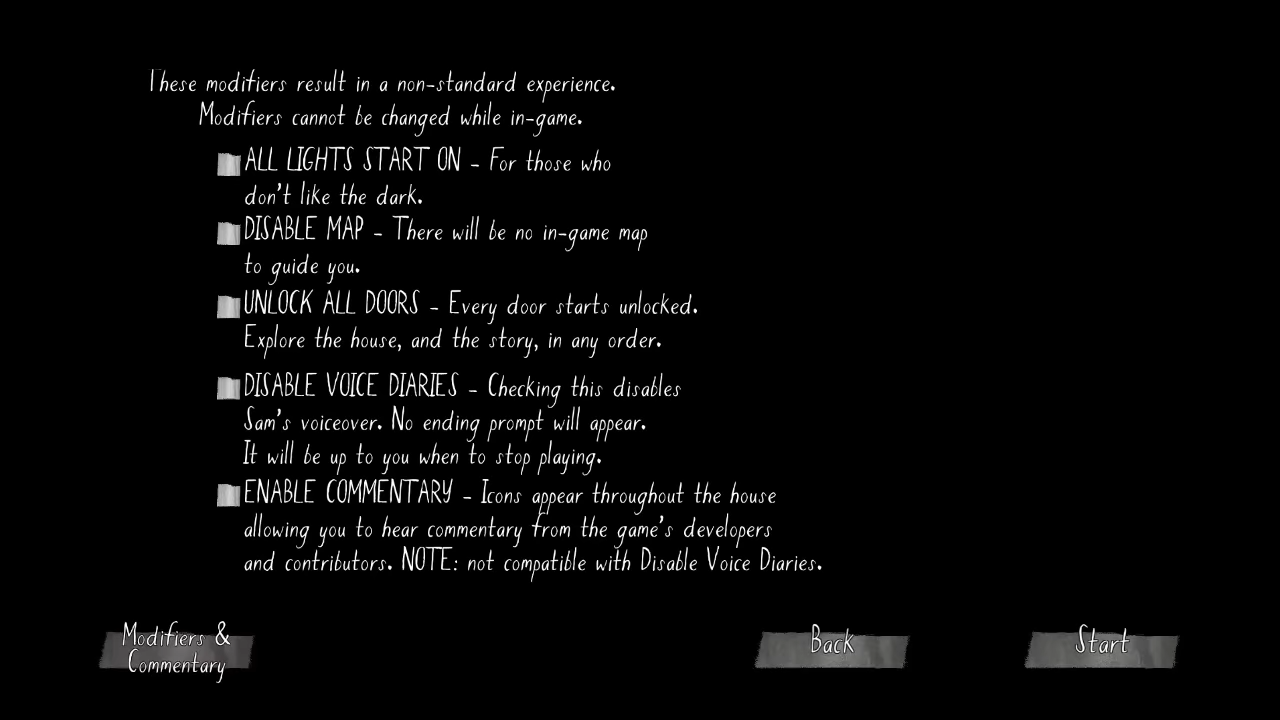 These modifiers result in a non-standard experience.
Modifiers cannot be changed while in-game.
ALL LIGHTS START ON - For those who
don't like the dark.
DISABLE MAP - There will be no in-game map
to guide you.
UNLOCK ALL DOORS - Every door starts unlocked.
Explore the house, and the story, in any order.
DISABLE VOICE DIARIES - Checking this disables
Sam's voiceover. No ending prompt will appear.
It will be up to you when to stop playing.
ENABLE COMMENTARY - Icons appear throughout the house
allowing you to hear commentary from the game's developers
and contributors. NOTE: not compatible with Disable Voice Diaries.
Modifiers &
Commentary
Back
Start